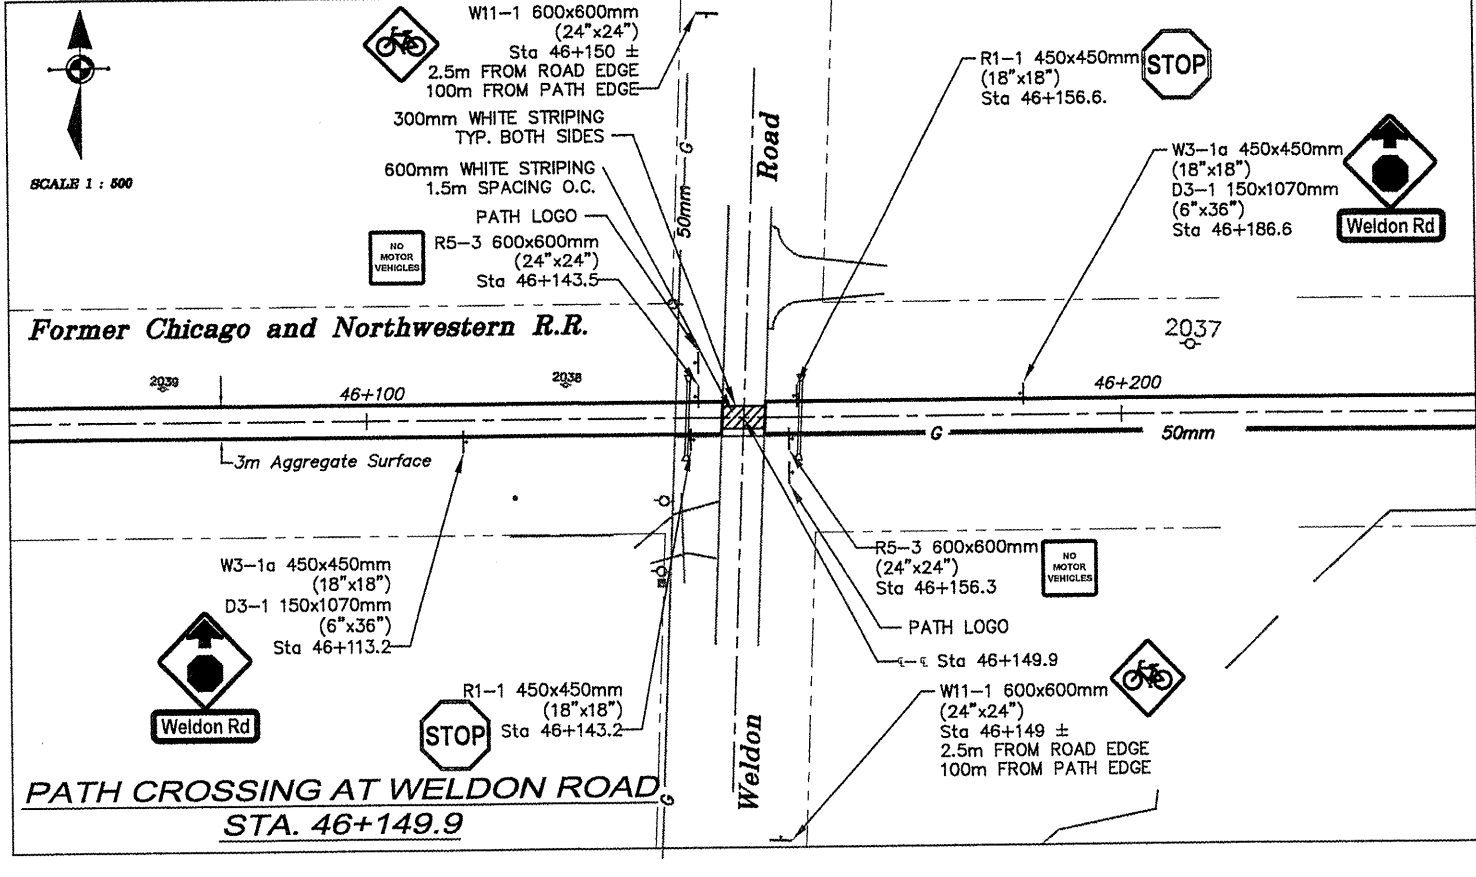 W11-1 600x600mm
(24"x24")
Sta 46+150 ±
2.5m FROM ROAD EDGE
100m FROM PATH EDGE
300mm WHITE STRIPING
TYP. BOTH SIDES
600mm WHITE STRIPING
1.5m SPACING O.C.
PATH LOGO
NO
MOTOR
VEHICLES
R5-3 600x600mm
(24"x24")
Sta 46+143.5
SCALE 1 : 500
G
50mm
Road
R1-1 450x450mm
(18"x18")
Sta 46+156.6.
STOP
W3-1a 450x450mm
(18"x18")
D3-1 150x1070mm
(6"x36")
Sta 46+186.6
Weldon Rd
Former Chicago and Northwestern R.R.
2037
2039
46+100
2038
46+200
G
50mm
3m Aggregate Surface
W3-1a 450x450mm
(18"x18")
D3-1 150x1070mm
(6"x36")
Sta 46+113.2
Weldon Rd
R1-1 450x450mm
(18"x18")
Sta 46+143.2
STOP
R5-3 600x600mm
(24"x24")
Sta 46+156.3
NO
MOTOR
VEHICLES
PATH LOGO
℄-℄ Sta 46+149.9
W11-1 600x600mm
(24"x24")
Sta 46+149 ±
2.5m FROM ROAD EDGE
100m FROM PATH EDGE
Weldon
G
PATH CROSSING AT WELDON ROAD
STA. 46+149.9